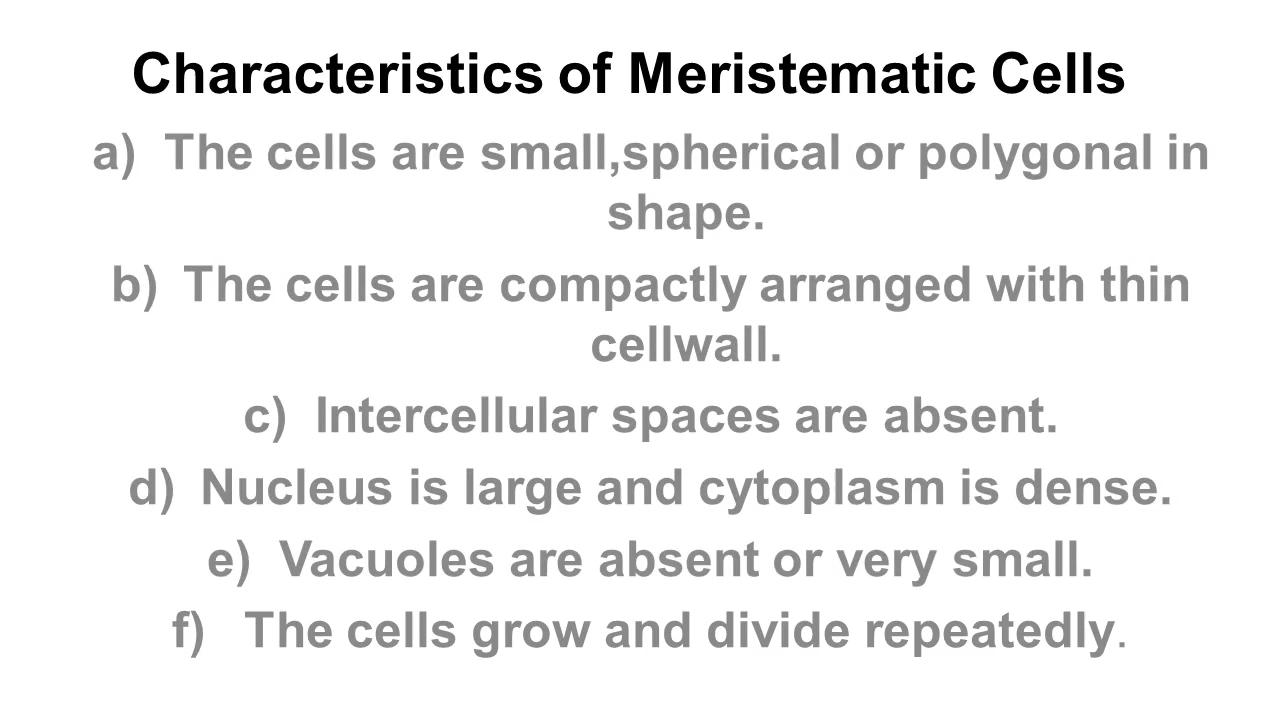 Characteristics of Meristematic Cells
a) The cells are small,spherical or polygonal in
shape.
b) The cells are compactly arranged with thin
cellwall.
c) Intercellular spaces are absent.
d) Nucleus is large and cytoplasm is dense.
e) Vacuoles are absent or very small.
f) The cells grow and divide repeatedly.